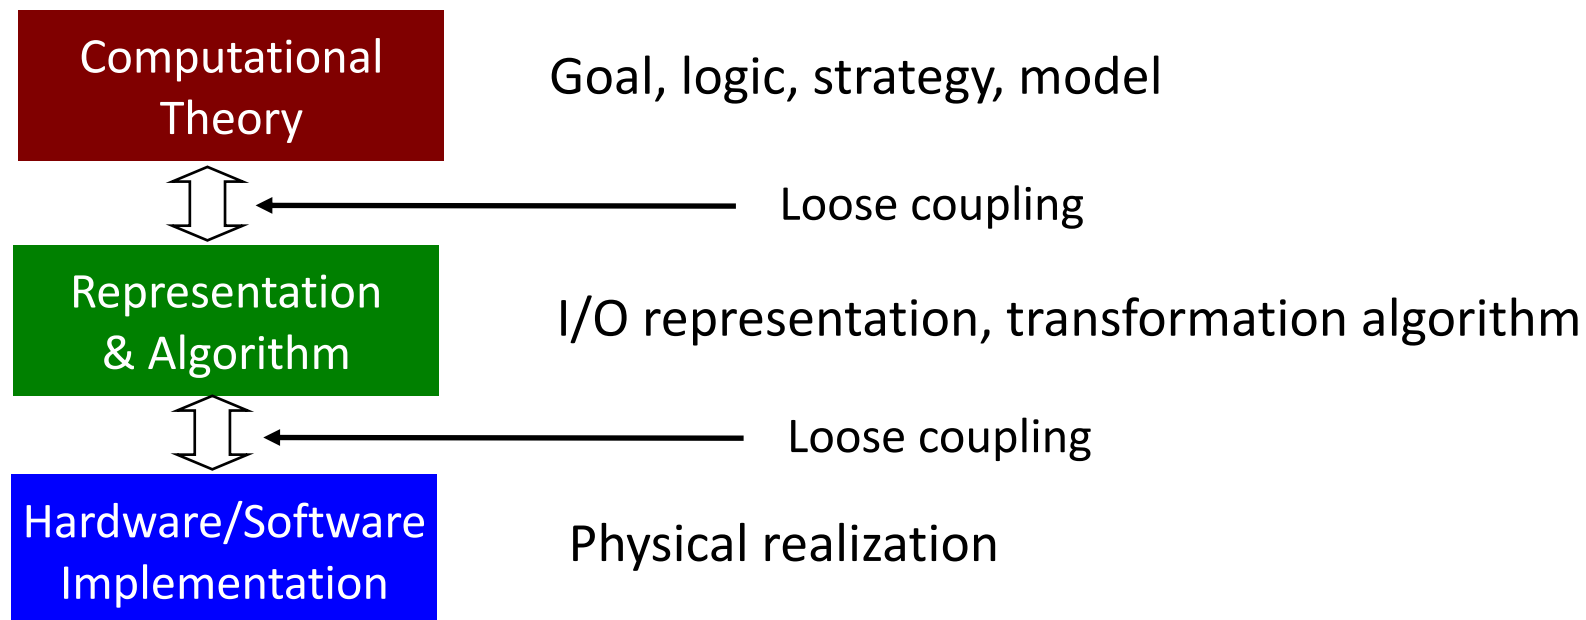 Computational
Theory
Goal, logic, strategy, model
Loose coupling
Representation
& Algorithm
I/O representation, transformation algorithm
Loose coupling
Hardware/Software
Implementation
Physical realization